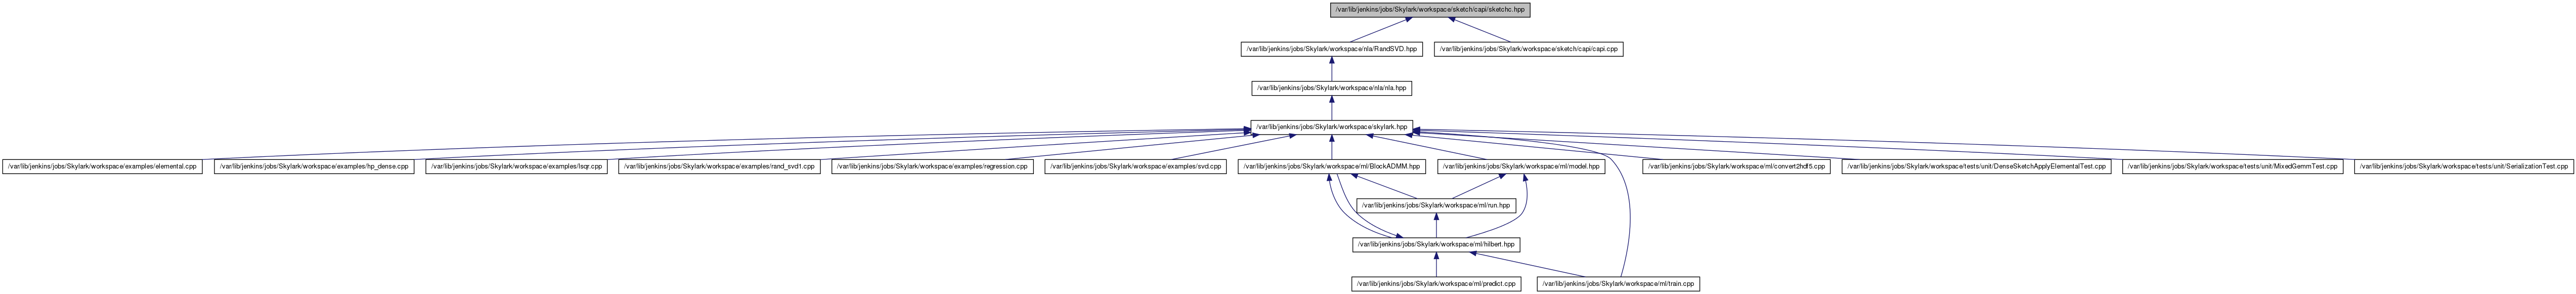 /var/lib/jenkins/jobs/Skylark/workspace/sketch/capi/sketchc.hpp
/var/lib/jenkins/jobs/Skylark/workspace/nla/RandSVD.hpp
/var/lib/jenkins/jobs/Skylark/workspace/sketch/capi/capi.cpp
/var/lib/jenkins/jobs/Skylark/workspace/nla/nla.hpp
/var/lib/jenkins/jobs/Skylark/workspace/skylark.hpp
/var/lib/jenkins/jobs/Skylark/workspace/examples/elemental.cpp
/var/lib/jenkins/jobs/Skylark/workspace/examples/hp_dense.cpp
/var/lib/jenkins/jobs/Skylark/workspace/examples/lsqr.cpp
/var/lib/jenkins/jobs/Skylark/workspace/examples/rand_svd1.cpp
/var/lib/jenkins/jobs/Skylark/workspace/examples/regression.cpp
/var/lib/jenkins/jobs/Skylark/workspace/examples/svd.cpp
/var/lib/jenkins/jobs/Skylark/workspace/ml/BlockADMM.hpp
/var/lib/jenkins/jobs/Skylark/workspace/ml/model.hpp
/var/lib/jenkins/jobs/Skylark/workspace/ml/convert2hdf5.cpp
/var/lib/jenkins/jobs/Skylark/workspace/tests/unit/DenseSketchApplyElementalTest.cpp
/var/lib/jenkins/jobs/Skylark/workspace/tests/unit/MixedGemmTest.cpp
/var/lib/jenkins/jobs/Skylark/workspace/tests/unit/SerializationTest.cpp
/var/lib/jenkins/jobs/Skylark/workspace/ml/run.hpp
/var/lib/jenkins/jobs/Skylark/workspace/ml/hilbert.hpp
/var/lib/jenkins/jobs/Skylark/workspace/ml/predict.cpp
/var/lib/jenkins/jobs/Skylark/workspace/ml/train.cpp